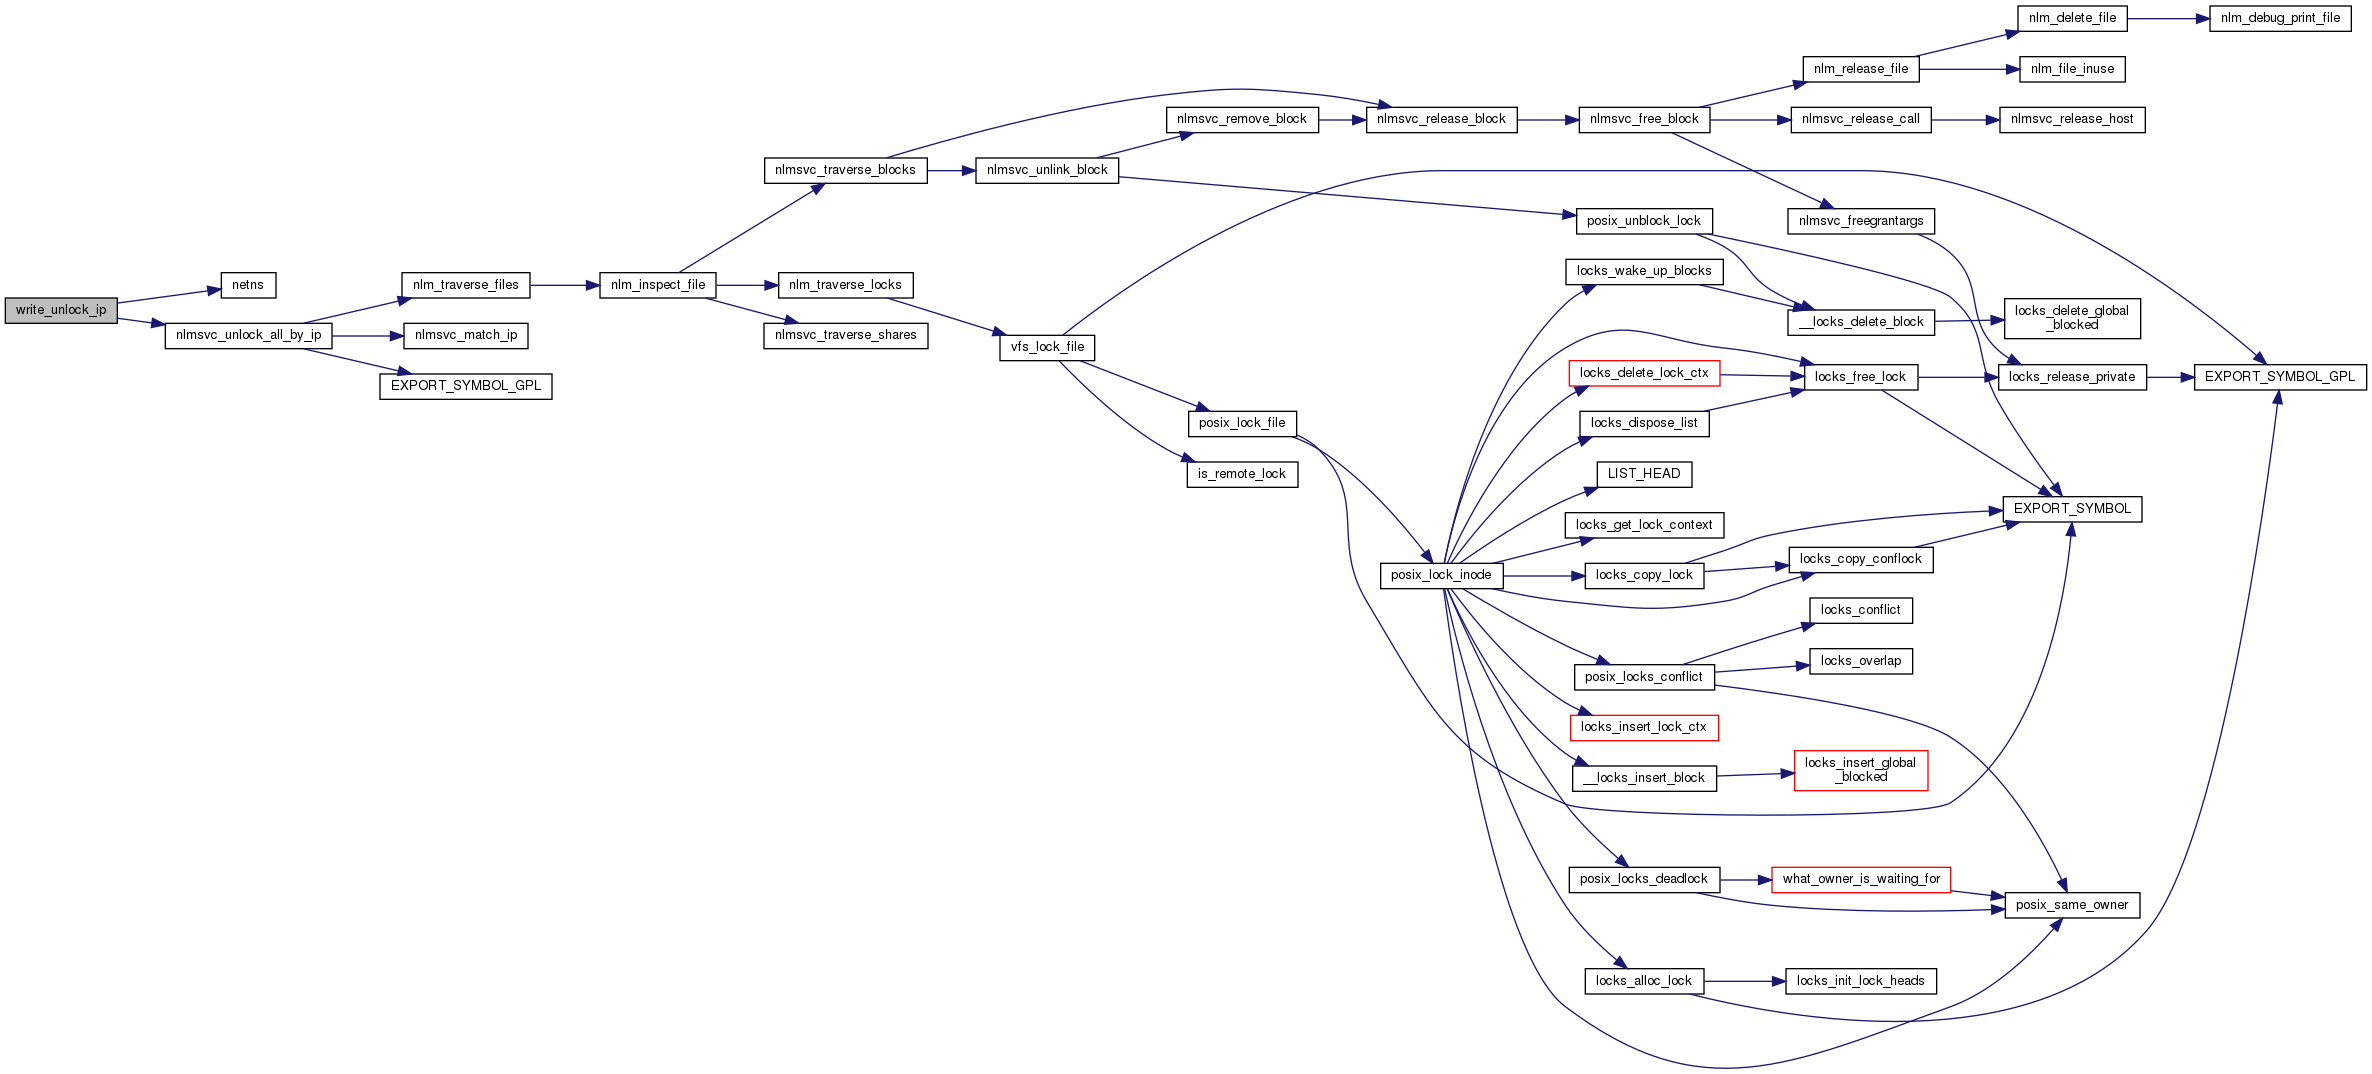 nlm_delete_file
nlm_debug_print_file
nlm_release_file
nlm_file_inuse
nlmsvc_remove_block
nlmsvc_release_block
nlmsvc_free_block
nlmsvc_release_call
nlmsvc_release_host
nlmsvc_traverse_blocks
nlmsvc_unlink_block
posix_unblock_lock
nlmsvc_freegrantargs
netns
nlm_traverse_files
nlm_inspect_file
nlm_traverse_locks
locks_wake_up_blocks
write_unlock_ip
nlmsvc_unlock_all_by_ip
nlmsvc_match_ip
nlmsvc_traverse_shares
vfs_lock_file
__locks_delete_block
locks_delete_global
_blocked
EXPORT_SYMBOL_GPL
locks_delete_lock_ctx
locks_free_lock
locks_release_private
EXPORT_SYMBOL_GPL
posix_lock_file
locks_dispose_list
is_remote_lock
LIST_HEAD
EXPORT_SYMBOL
locks_get_lock_context
locks_copy_conflock
posix_lock_inode
locks_copy_lock
locks_conflict
locks_overlap
posix_locks_conflict
locks_insert_lock_ctx
__locks_insert_block
locks_insert_global
_blocked
posix_locks_deadlock
what_owner_is_waiting_for
posix_same_owner
locks_alloc_lock
locks_init_lock_heads